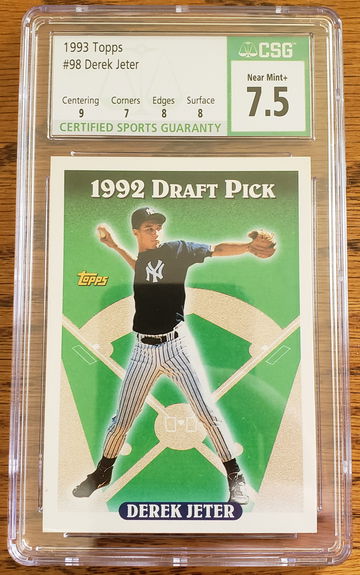 1993 Topps
#98 Derek Jeter
CSG
Near Mint+
7.5
Centering Corners Edges Surface
9 7 8 8
CERTIFIED SPORTS GUARANTY
1992 DRAFT PICK
NY
Topps
NY
DEREK JETER